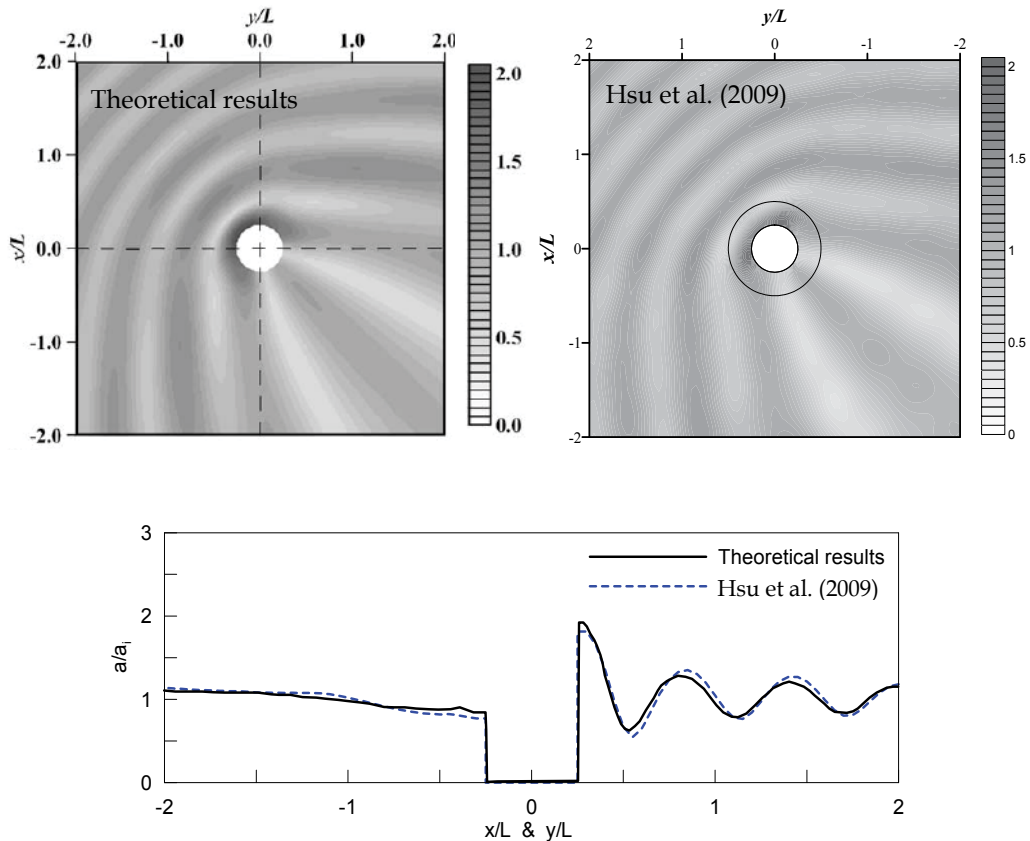 y/L
-2.0 -1.0 0.0 1.0 2.0
Theoretical results
x/L
2.0
1.0
0.0
-1.0
-2.0
2.0
1.5
1.0
0.5
0.0
y/L
2 1 0 -1 -2
Hsu et al. (2009)
x/L
2
1
0
-1
-2
2
1.5
1
0.5
0
a/a i
3
2
1
0
Theoretical results
Hsu et al. (2009)
-2 -1 0 1 2
x/L & y/L